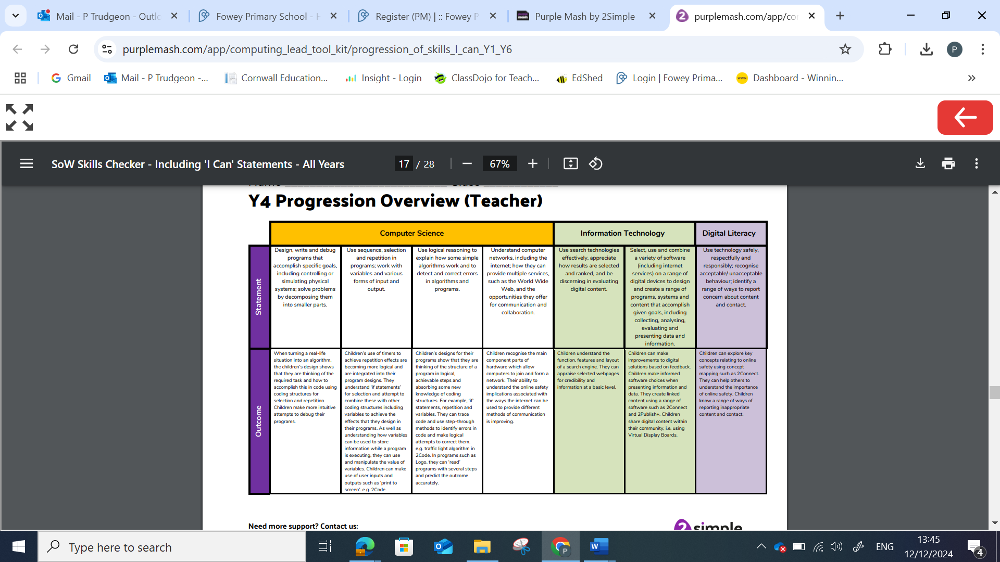 Mail - P Trudgeon - Outlo
Fowey Primary School - H
Register (PM) | :: Fowey P
Purple Mash by 2Simple
purplemash.com/app/co
purplemash.com/app/computing_lead_tool_kit/progression_of_skills_I_can_Y1_Y6
P
Gmail
Mail - P Trudgeon -...
Cornwall Education...
Insight - Login
ClassDojo for Teach...
EdShed
Login | Fowey Prima...
Dashboard - Winnin...
SoW Skills Checker - Including 'I Can' Statements - All Years
17 / 28
67%
Y4 Progression Overview (Teacher)
Computer Science
Information Technology
Digital Literacy
Statement
Design, write and debug
programs that
accomplish specific goals,
including controlling or
simulating physical
systems; solve problems
by decomposing them
into smaller parts.
Use sequence, selection
and repetition in
programs; work with
variables and various
forms of input and
output.
Use logical reasoning to
explain how some simple
algorithms work and to
detect and correct errors
in algorithms and
programs.
Understand computer
networks, including the
internet; how they can
provide multiple services,
such as the World Wide
Web, and the
opportunities they offer
for communication and
collaboration.
Use search technologies
effectively, appreciate
how results are selected
and ranked, and be
discerning in evaluating
digital content.
Select, use and combine
a variety of software
(including internet
services) on a range of
digital devices to design
and create a range of
programs, systems and
content that accomplish
given goals, including
collecting, analysing,
evaluating and
presenting data and
information.
Use technology safely,
respectfully and
responsibly; recognise
acceptable/ unacceptable
behaviour; identify a
range of ways to report
concern about content
and contact.
Outcome
When turning a real-life
situation into an algorithm,
the children's design shows
that they are thinking of the
required task and how to
accomplish this in code using
coding structures for
selection and repetition.
Children make more intuitive
attempts to debug their
programs.
Children's use of timers to
achieve repetition effects are
becoming more logical and
are integrated into their
program designs. They
understand 'if statements'
for selection and attempt to
combine these with other
coding structures including
variables to achieve the
effects that they design in
their programs. As well as
understanding how variables
can be used to store
information while a program
is executing, they can use
and manipulate the value of
variables. Children can make
use of user inputs and
outputs such as 'print to
screen'. e.g. 2Code.
Children's designs for their
programs show that they are
thinking of the structure of a
program in logical,
achievable steps and
absorbing some new
knowledge of coding
structures. For example, 'if'
statements, repetition and
variables. They can trace
code and use step-through
methods to identify errors in
code and make logical
attempts to correct them.
e.g. traffic light algorithm in
2Code. In programs such as
Logo, they can 'read'
programs with several steps
and predict the outcome
accurately.
Children recognise the main
component parts of
hardware which allow
computers to join and form a
network. Their ability to
understand the online safety
implications associated with
the ways the internet can be
used to provide different
methods of communication
is improving.
Children understand the
function, features and layout
of a search engine. They can
appraise selected webpages
for credibility and
information at a basic level.
Children can make
improvements to digital
solutions based on feedback.
Children make informed
software choices when
presenting information and
data. They create linked
content using a range of
software such as 2Connect
and 2Publish+. Children
share digital content within
their community, i.e. using
Virtual Display Boards.
Children can explore key
concepts relating to online
safety using concept
mapping such as 2Connect.
They can help others to
understand the importance
of online safety. Children
know a range of ways of
reporting inappropriate
content and contact.
Need more support? Contact us:
2simple
Type here to search
ENG
13:45
12/12/2024
4